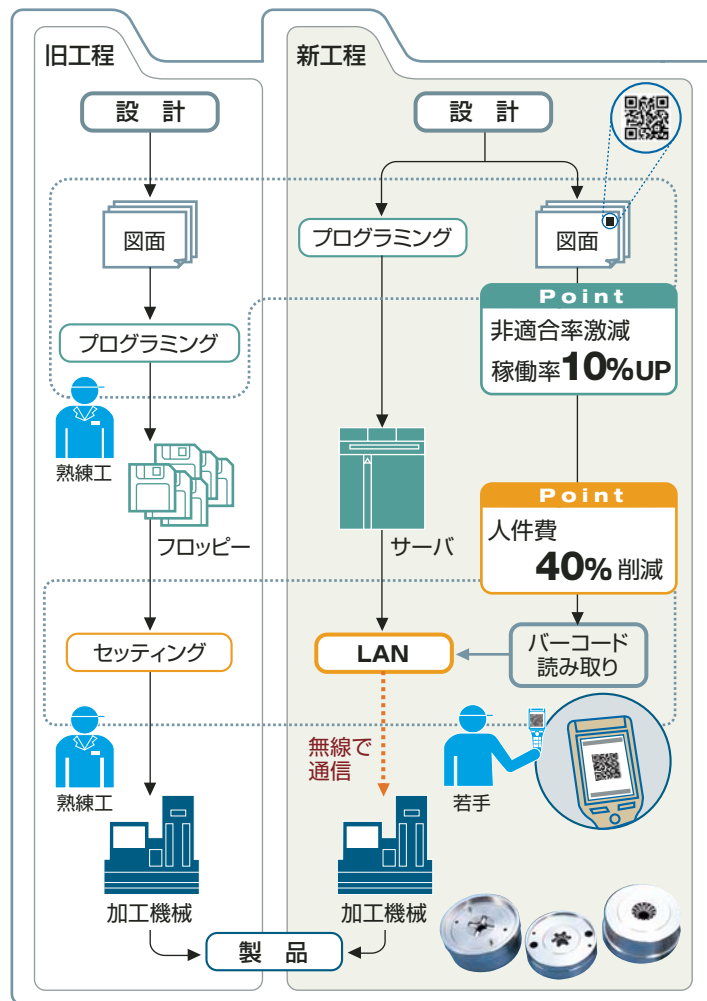 旧工程
設 計
図面
プログラミング
熟練工
フロッピー
セッティング
熟練工
加工機械
新工程
設 計
プログラミング
図面
Point
非適合率激減
稼働率10%UP
サーバ
Point
人件費
40%削減
LAN
バーコード
読み取り
無線で
通信
若手
加工機械
製 品